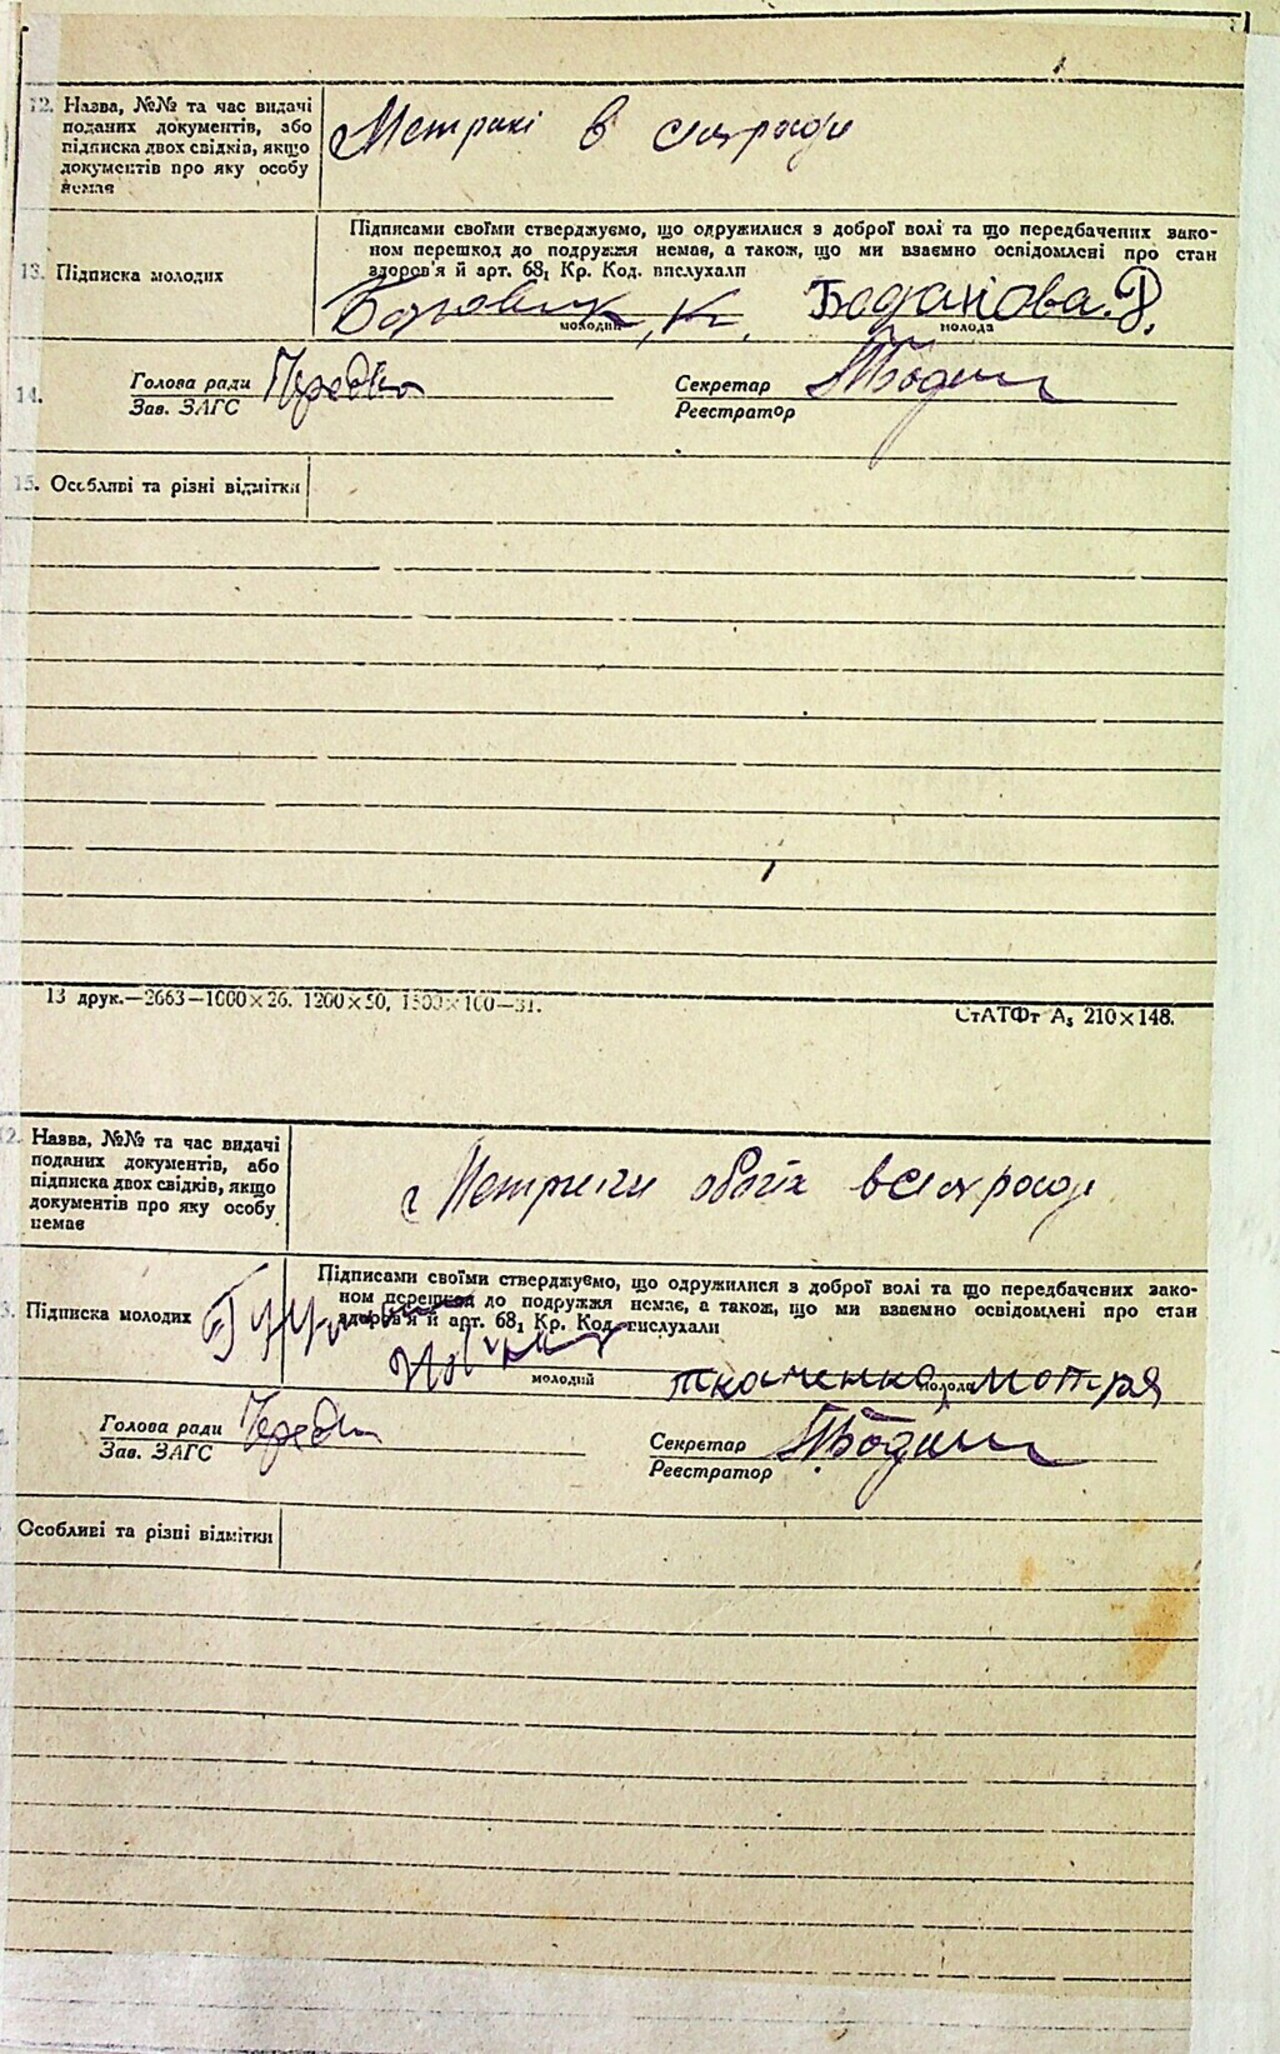 12. Назва, №№ та час видачі
поданих документів, або
підписка двох свідків, якщо
документів про яку особу
немає
Метрикі в сільраді
Підписами своїми стверджуємо, що одружилися з доброї волі та що передбачених зако-
ном перешкод до подружжя немає, а також, що ми взаємно освідомлені про стан
здоров'я й арт. 68₁ Кр. Код. вислухали
13. Підписка молодих
Боровик, К.
молодий
Богданова. Р.
молода
14.
Голова ради
Зав. ЗАГС
Секретар
Реєстратор
15. Особливі та різні відмітки
13 друк.—2663—1000×26. 1200×50, 1500×100—31.
СтАТФт А₅ 210×148.
12. Назва, №№ та час видачі
поданих документів, або
підписка двох свідків, якщо
документів про яку особу
немає
Метрики обоїх в сільраді
Підписами своїми стверджуємо, що одружилися з доброї волі та що передбачених зако-
ном перешкод до подружжя немає, а також, що ми взаємно освідомлені про стан
здоров'я й арт. 68₁ Кр. Код. вислухали
3. Підписка молодих
молодий
ткаченко мотря
молода
Голова ради
Зав. ЗАГС
Секретар
Реєстратор
Особливі та різні відмітки